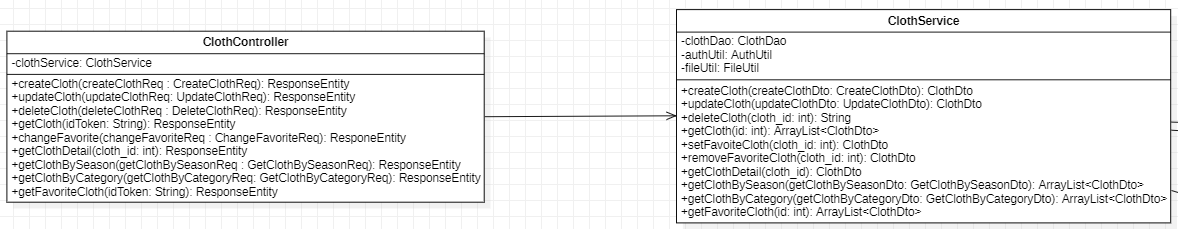 ClothController
-clothService: ClothService
+createCloth(createClothReq : CreateClothReq): ResponseEntity
+updateCloth(updateClothReq: UpdateClothReq): ResponseEntity
+deleteCloth(deleteClothReq : DeleteClothReq): ResponseEntity
+getCloth(idToken: String): ResponseEntity
+changeFavorite(changeFavoriteReq : ChangeFavoriteReq): ResponeEntity
+getClothDetail(cloth_id: int): ResponseEntity
+getClothBySeason(getClothBySeasonReq : GetClothBySeasonReq): ResponseEntity
+getClothByCategory(getClothByCategoryReq: GetClothByCategoryReq): ResponseEntity
+getFavoriteCloth(idToken: String): ResponseEntity
ClothService
-clothDao: ClothDao
-authUtil: AuthUtil
-fileUtil: FileUtil
+createCloth(createClothDto: CreateClothDto): ClothDto
+updateCloth(updateClothDto: UpdateClothDto): ClothDto
+deleteCloth(cloth_id: int): String
+getCloth(id: int): ArrayList<ClothDto>
+setFavoiteCloth(cloth_id: int): ClothDto
+removeFavoriteCloth(cloth_id: int): ClothDto
+getClothDetail(cloth_id): ClothDto
+getClothBySeason(getClothBySeasonDto: GetClothBySeasonDto): ArrayList<ClothDto>
+getClothByCategory(getClothByCategoryDto: GetClothByCategoryDto): ArrayList<ClothDto>
+getFavoriteCloth(id: int): ArrayList<ClothDto>